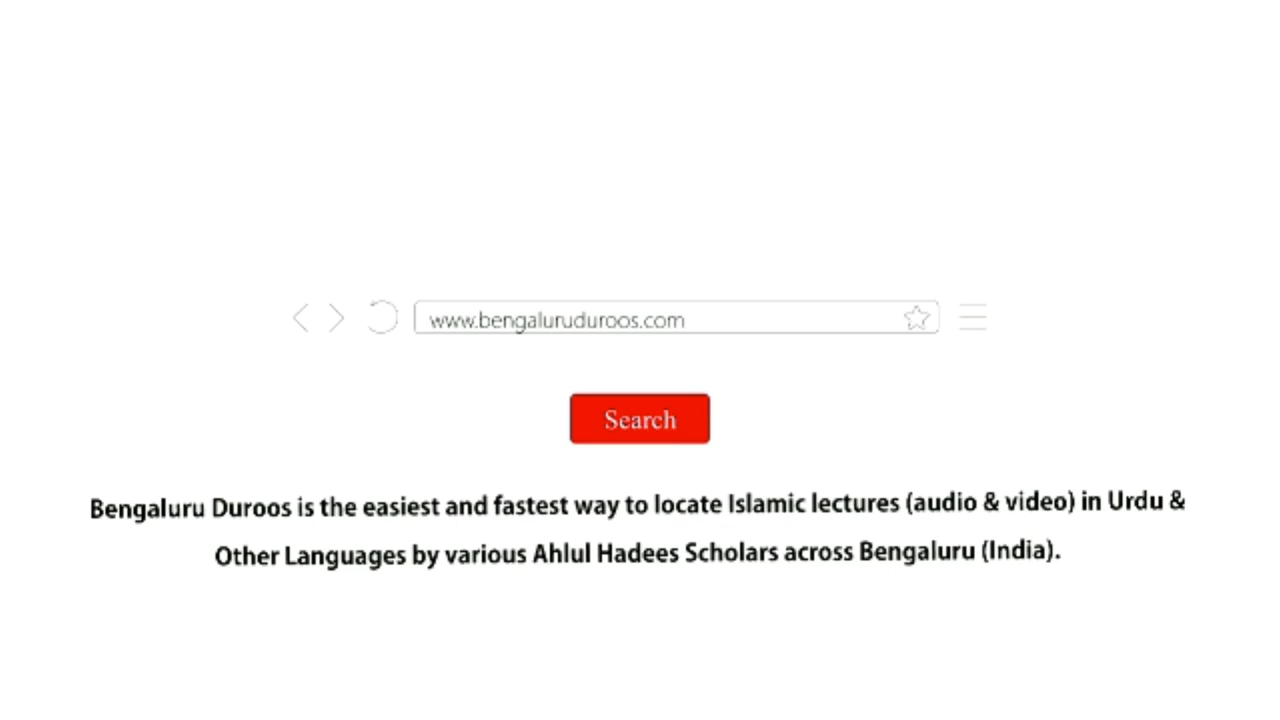 www.bengaluruduroos.com
Search
Bengaluru Duroos is the easiest and fastest way to locate Islamic lectures (audio & video) in Urdu &
Other Languages by various Ahlul Hadees Scholars across Bengaluru (India).